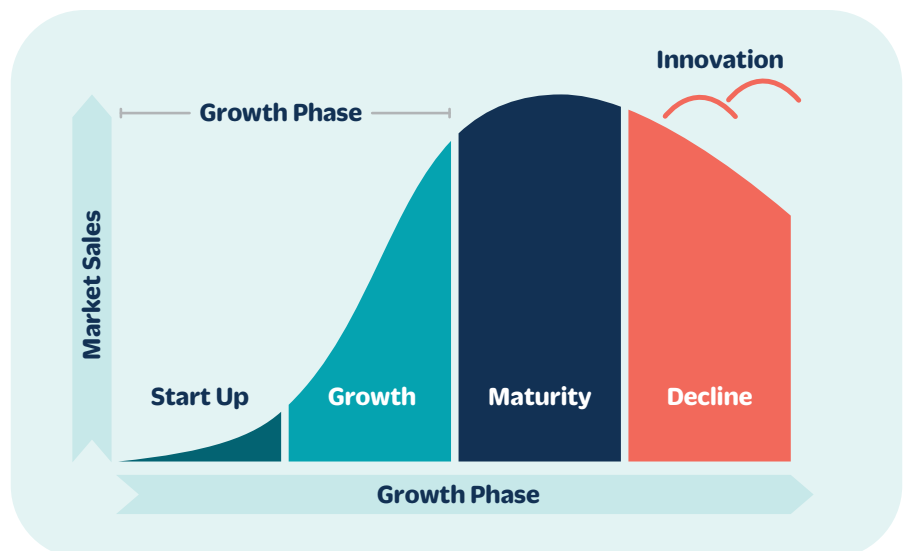 Innovation
Growth Phase
Market Sales
Start Up
Growth
Maturity
Decline
Growth Phase